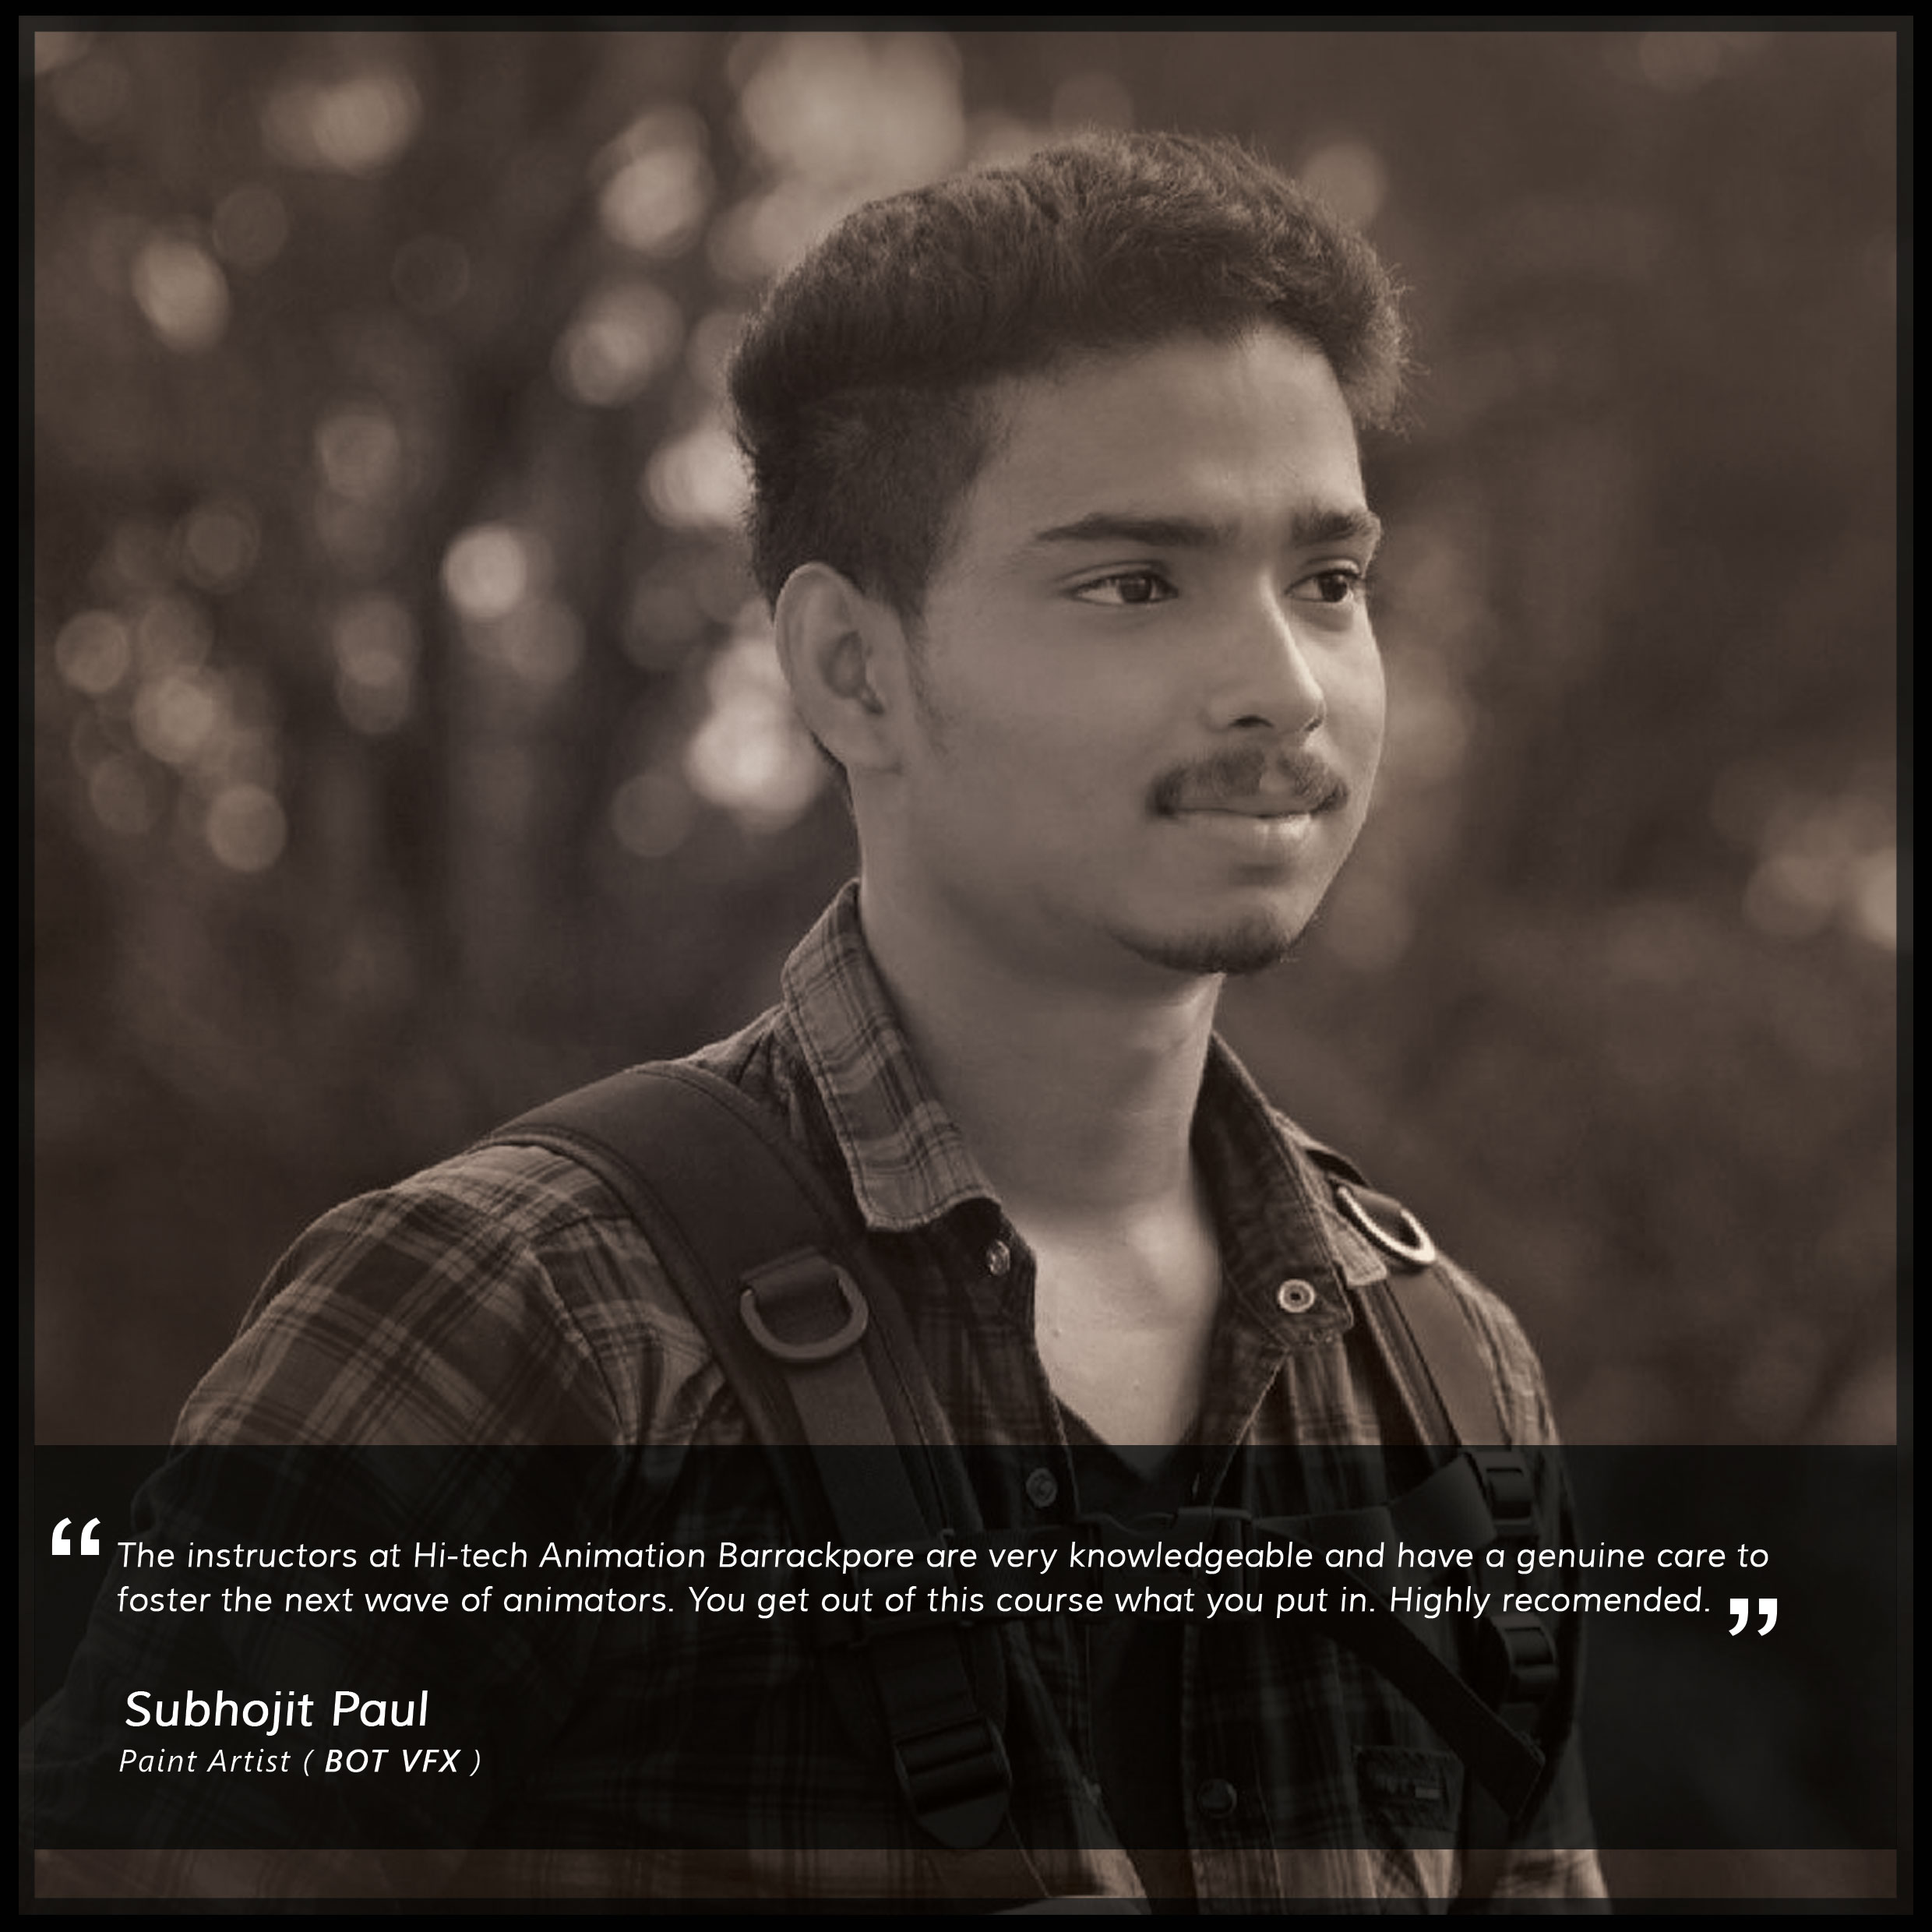 “ The instructors at Hi-tech Animation Barrackpore are very knowledgeable and have a genuine care to
foster the next wave of animators. You get out of this course what you put in. Highly recomended. ”
Subhojit Paul
Paint Artist ( BOT VFX )